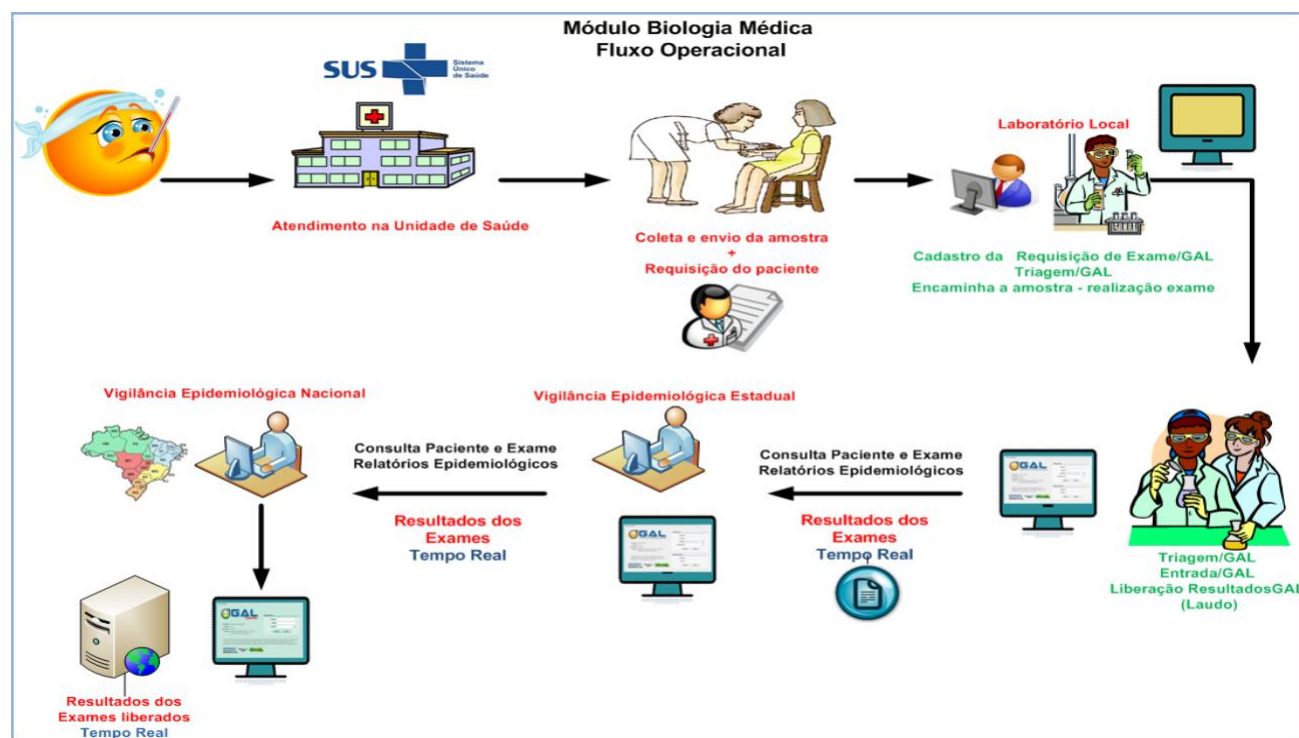 Módulo Biologia Médica
Fluxo Operacional
SUS
Sistema
Único
de Saúde
Atendimento na Unidade de Saúde
Coleta e envio da amostra
+
Requisição do paciente
Laboratório Local
Cadastro da Requisição de Exame/GAL
Triagem/GAL
Encaminha a amostra - realização exame
Triagem/GAL
Entrada/GAL
Liberação ResultadosGAL
(Laudo)
GAL
Consulta Paciente e Exame
Relatórios Epidemiológicos
Resultados dos
Exames
Tempo Real
Vigilância Epidemiológica Estadual
GAL
Consulta Paciente e Exame
Relatórios Epidemiológicos
Resultados dos
Exames
Tempo Real
Vigilância Epidemiológica Nacional
GAL
Resultados dos
Exames liberados
Tempo Real